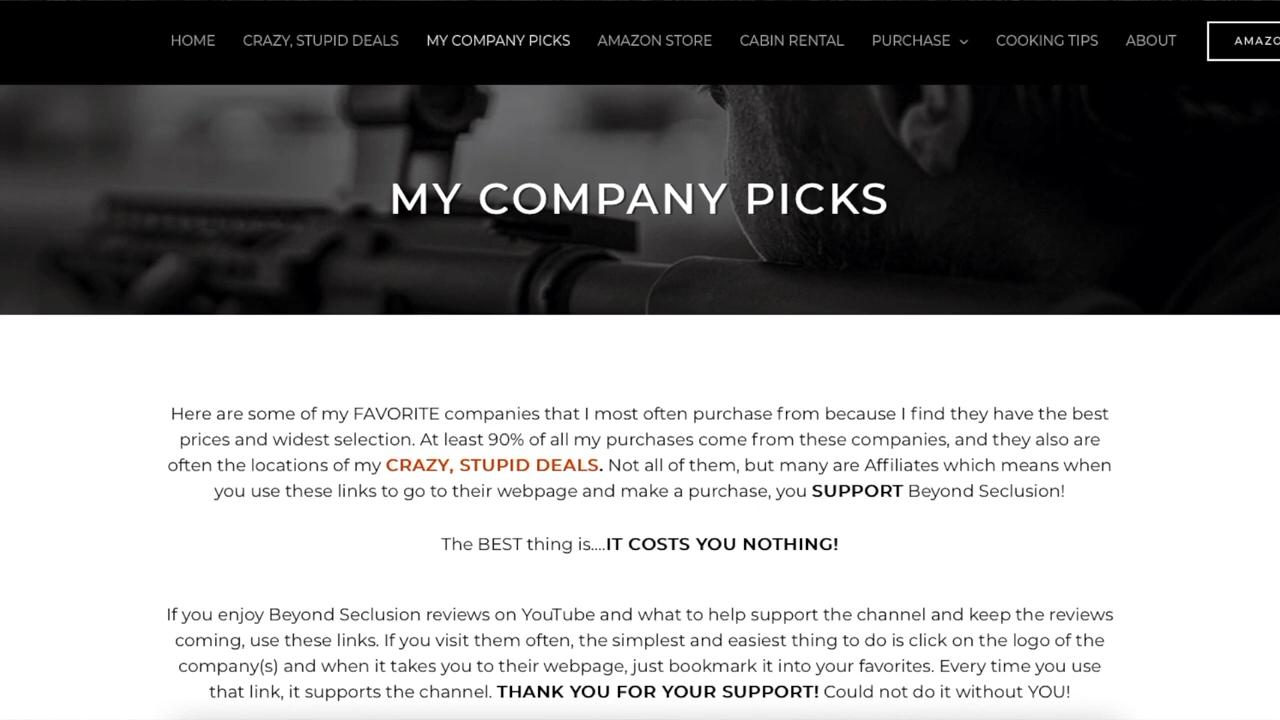 HOME CRAZY, STUPID DEALS MY COMPANY PICKS AMAZON STORE CABIN RENTAL PURCHASE COOKING TIPS ABOUT AMAZO
MY COMPANY PICKS
Here are some of my FAVORITE companies that I most often purchase from because I find they have the best
prices and widest selection. At least 90% of all my purchases come from these companies, and they also are
often the locations of my CRAZY, STUPID DEALS. Not all of them, but many are Affiliates which means when
you use these links to go to their webpage and make a purchase, you SUPPORT Beyond Seclusion!
The BEST thing is....IT COSTS YOU NOTHING!
If you enjoy Beyond Seclusion reviews on YouTube and what to help support the channel and keep the reviews
coming, use these links. If you visit them often, the simplest and easiest thing to do is click on the logo of the
company(s) and when it takes you to their webpage, just bookmark it into your favorites. Every time you use
that link, it supports the channel. THANK YOU FOR YOUR SUPPORT! Could not do it without YOU!